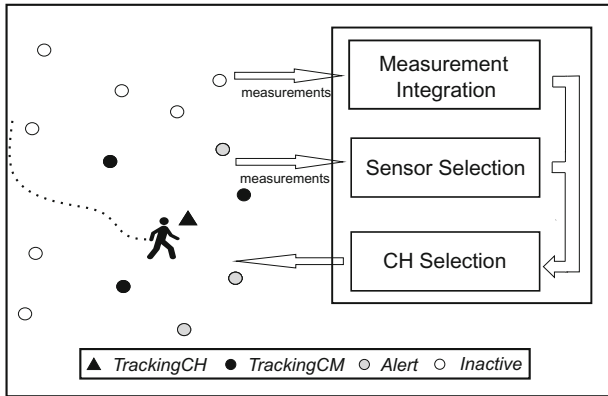 Measurement
Integration
measurements
Sensor Selection
measurements
CH Selection
TrackingCH TrackingCM Alert Inactive